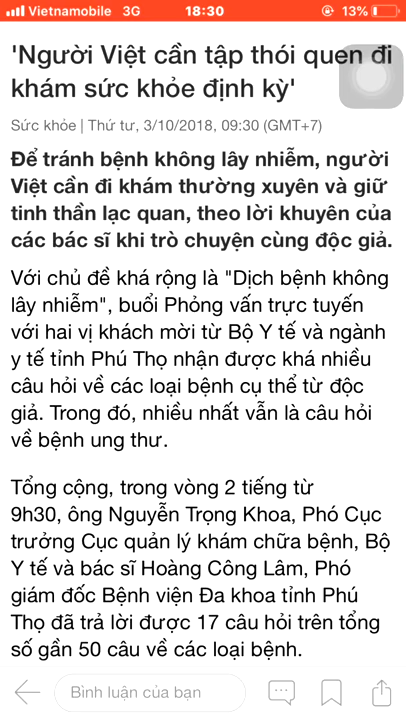 Vietnamobile 3G 18:30 13%
'Người Việt cần tập thói quen đi
khám sức khỏe định kỳ'
Sức khỏe | Thứ tư, 3/10/2018, 09:30 (GMT+7)
Để tránh bệnh không lây nhiễm, người
Việt cần đi khám thường xuyên và giữ
tinh thần lạc quan, theo lời khuyên của
các bác sĩ khi trò chuyện cùng độc giả.
Với chủ đề khá rộng là "Dịch bệnh không
lây nhiễm", buổi Phỏng vấn trực tuyến
với hai vị khách mời từ Bộ Y tế và ngành
y tế tỉnh Phú Thọ nhận được khá nhiều
câu hỏi về các loại bệnh cụ thể từ độc
giả. Trong đó, nhiều nhất vẫn là câu hỏi
về bệnh ung thư.
Tổng cộng, trong vòng 2 tiếng từ
9h30, ông Nguyễn Trọng Khoa, Phó Cục
trưởng Cục quản lý khám chữa bệnh, Bộ
Y tế và bác sĩ Hoàng Công Lâm, Phó
giám đốc Bệnh viện Đa khoa tỉnh Phú
Thọ đã trả lời được 17 câu hỏi trên tổng
số gần 50 câu về các loại bệnh.
Bình luận của bạn